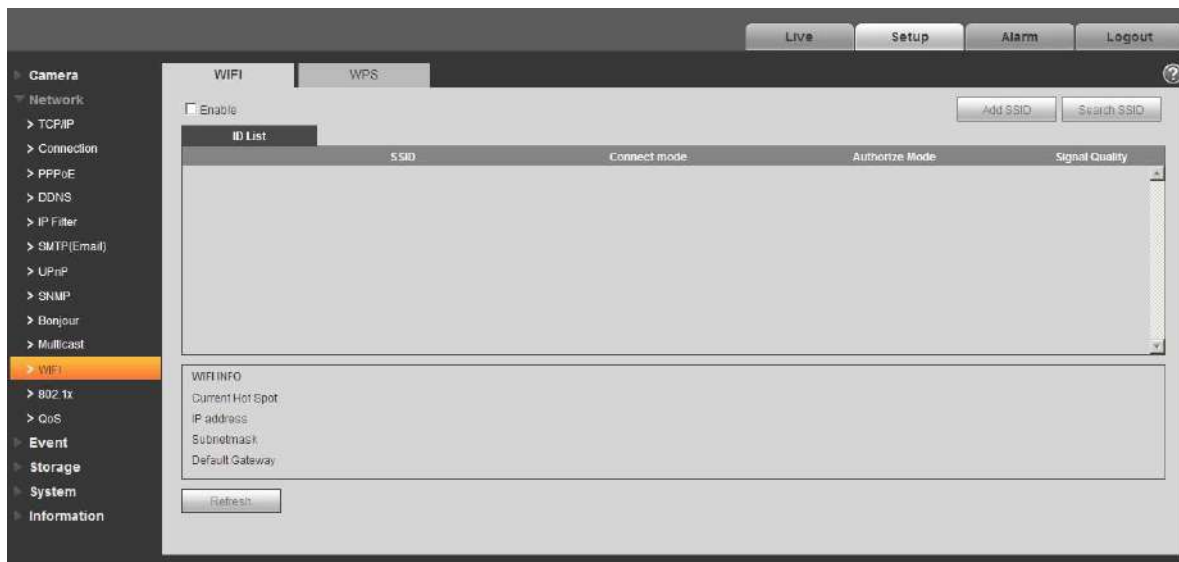 Live Setup Alarm Logout
Camera
Network
> TCP/IP
> Connection
> PPPoE
> DDNS
> IP Filter
> SMTP(Email)
> UPnP
> SNMP
> Bonjour
> Multicast
> WIFI
> 802.1x
> QoS
Event
Storage
System
Information
WIFI WPS
?
Enable Add SSID Search SSID
ID List
SSID Connect mode Authorize Mode Signal Quality
WIFI INFO
Current Hot Spot
IP address
Subnetmask
Default Gateway
Refresh